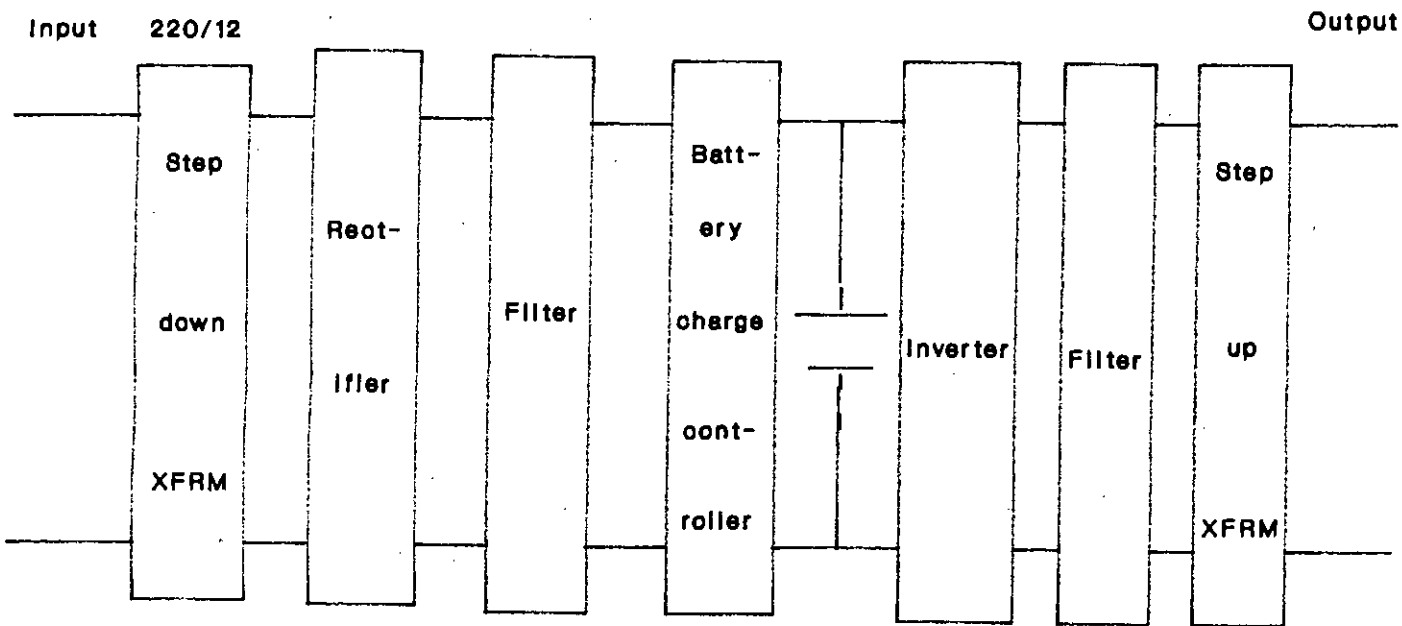 Input 220/12 Output
Step
down
XFRM
Rect-
ifier
Filter
Batt-
ery
charge
cont-
roller
Inverter
Filter
Step
up
XFRM